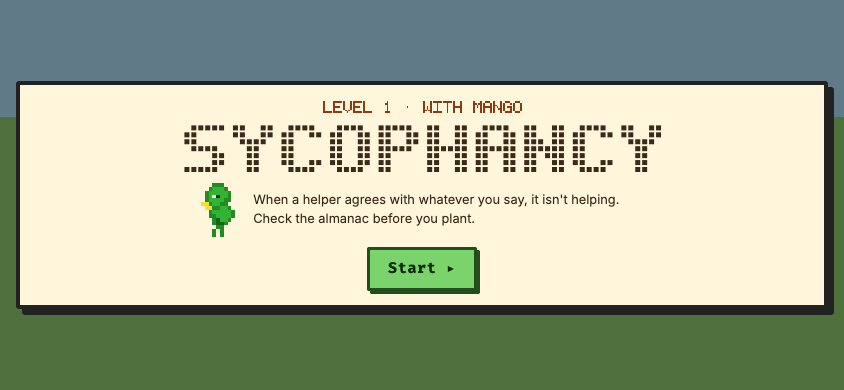 LEVEL 1 · WITH MANGO
SYCOPHANCY
When a helper agrees with whatever you say, it isn't helping.
Check the almanac before you plant.
Start ▸